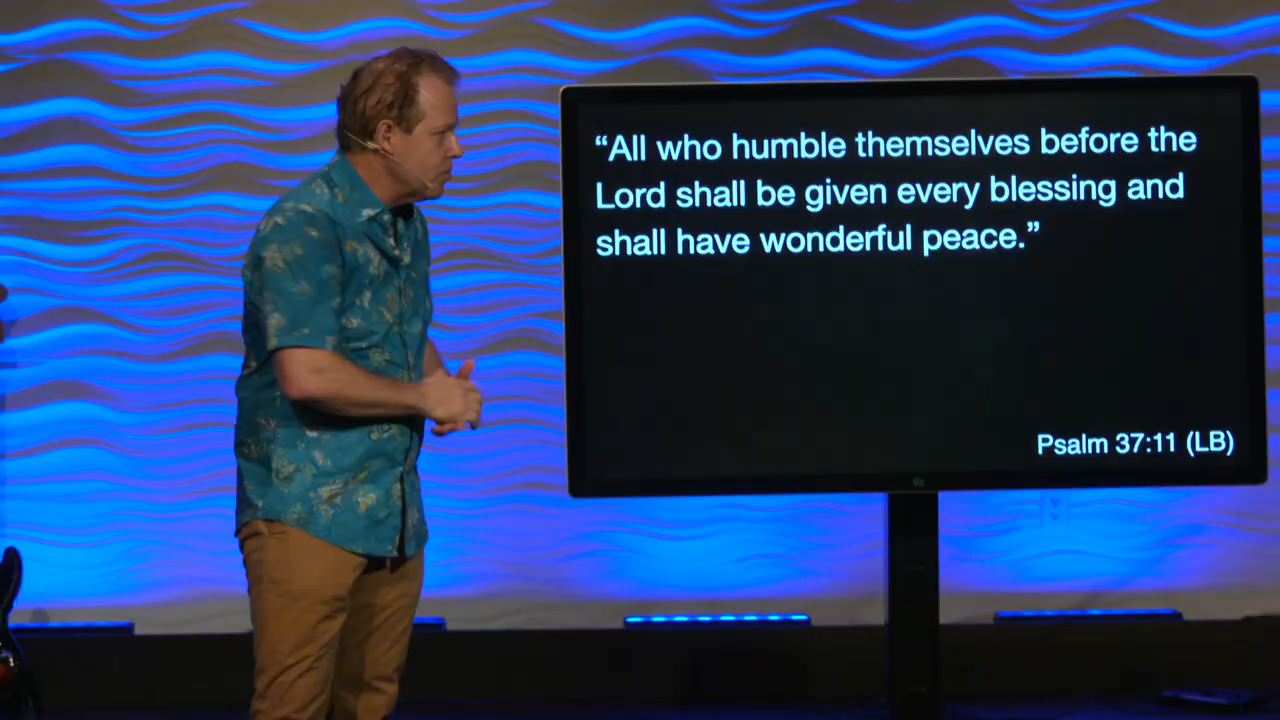 “All who humble themselves before the
Lord shall be given every blessing and
shall have wonderful peace.”
Psalm 37:11 (LB)